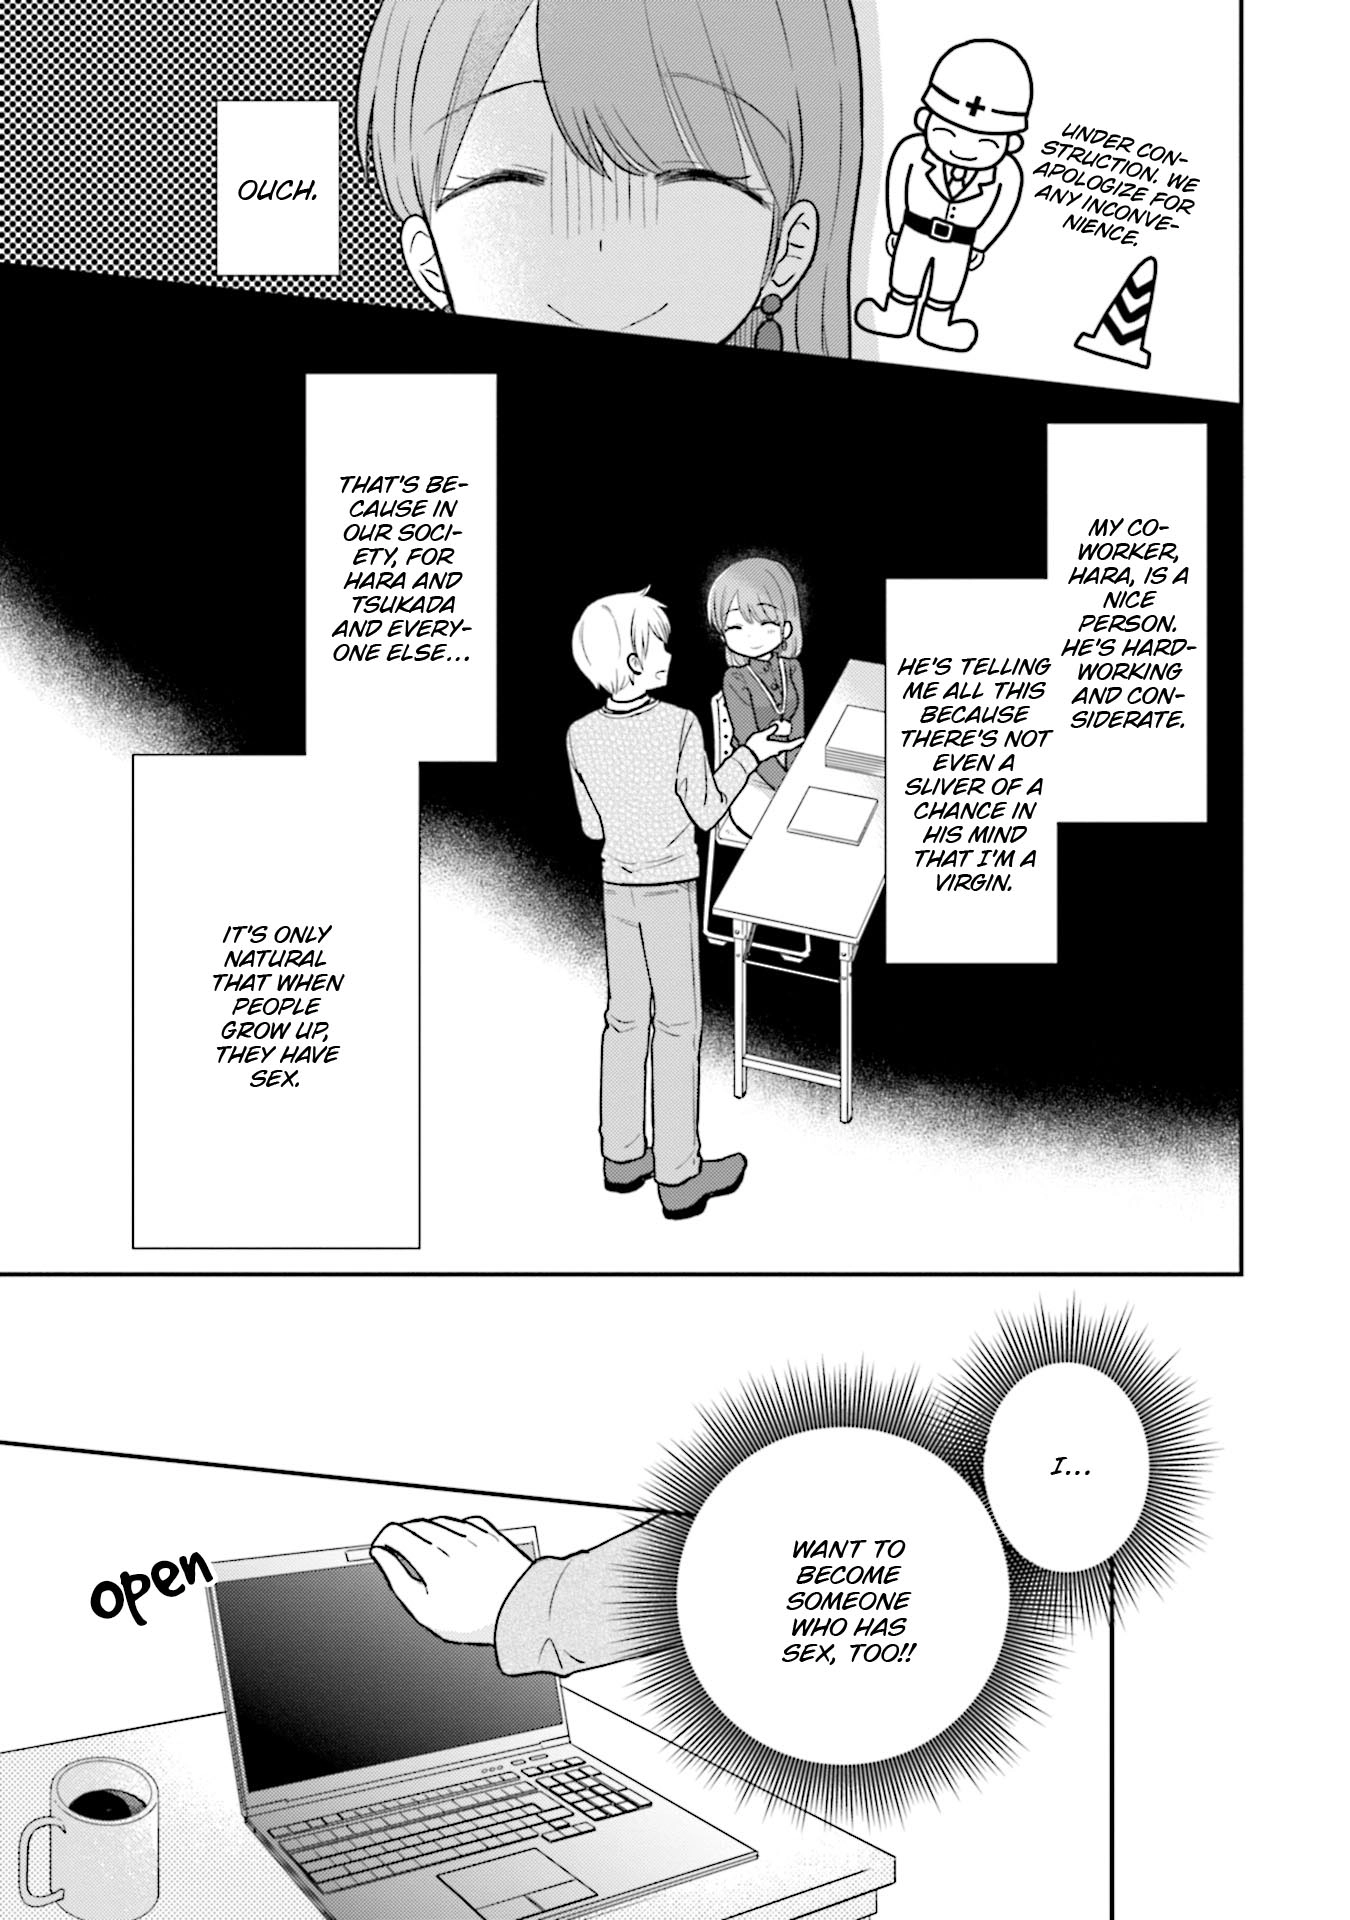 UNDER CON-
STRUCTION. WE
APOLOGIZE FOR
ANY INCONVE-
NIENCE.
OUCH.
MY CO-
WORKER,
HARA, IS A
NICE
PERSON.
HE'S HARD-
WORKING
AND CON-
SIDERATE.
HE'S TELLING
ME ALL THIS
BECAUSE
THERE'S NOT
EVEN A
SLIVER OF A
CHANCE IN
HIS MIND
THAT I'M A
VIRGIN.
THAT'S BE-
CAUSE IN
OUR SOCI-
ETY, FOR
HARA AND
TSUKADA
AND EVERY-
ONE ELSE...
IT'S ONLY
NATURAL
THAT WHEN
PEOPLE
GROW UP,
THEY HAVE
SEX.
I...
WANT TO
BECOME
SOMEONE
WHO HAS
SEX, TOO!!
open